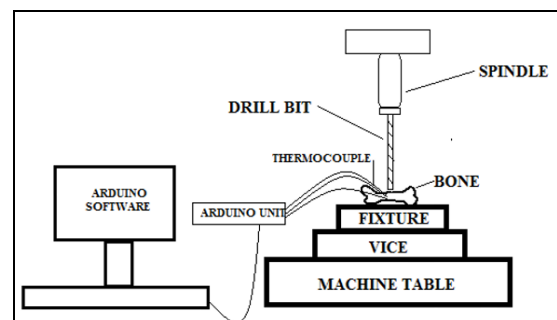 SPINDLE
DRILL BIT
THERMOCOUPLE
BONE
ARDUINO
SOFTWARE
ARDUINO UNIT
FIXTURE
VICE
MACHINE TABLE